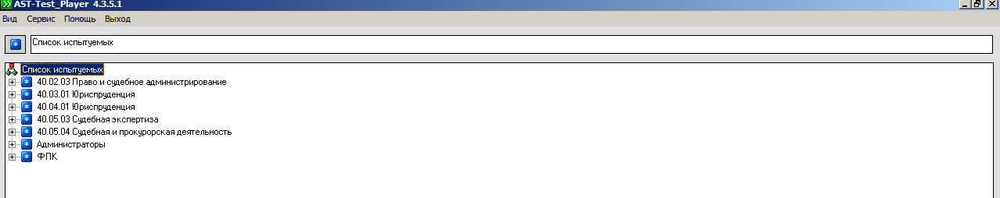 AST-Test_Player 4.3.5.1
Вид Сервис Помощь Выход
Список испытуемых
Список испытуемых
40.02.03 Право и судебное администрирование
40.03.01 Юриспруденция
40.04.01 Юриспруденция
40.05.03 Судебная экспертиза
40.05.04 Судебная и прокурорская деятельность
Администраторы
ФПК